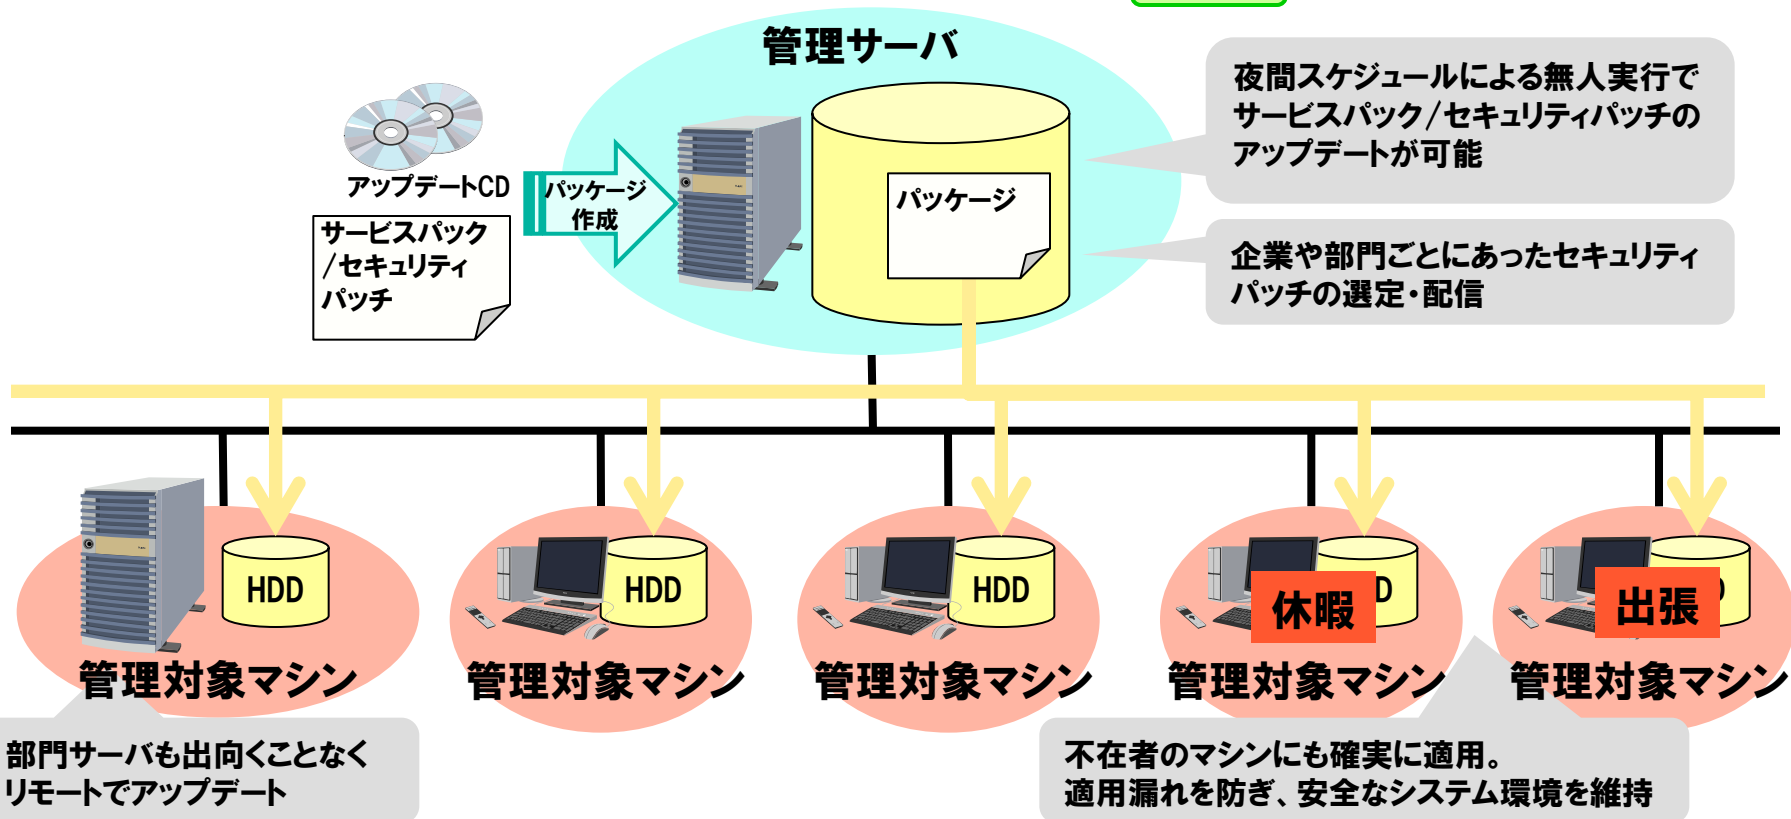 管理サーバ
夜間スケジュールによる無人実行で
サービスパック/セキュリティパッチの
アップデートが可能
アップデートCD
パッケージ
作成
パッケージ
サービスパック
/セキュリティ
パッチ
企業や部門ごとにあったセキュリティ
パッチの選定・配信
HDD
HDD
HDD
休暇
D
出張
管理対象マシン
管理対象マシン
管理対象マシン
管理対象マシン
管理対象マシン
部門サーバも出向くことなく
リモートでアップデート
不在者のマシンにも確実に適用。
適用漏れを防ぎ、安全なシステム環境を維持